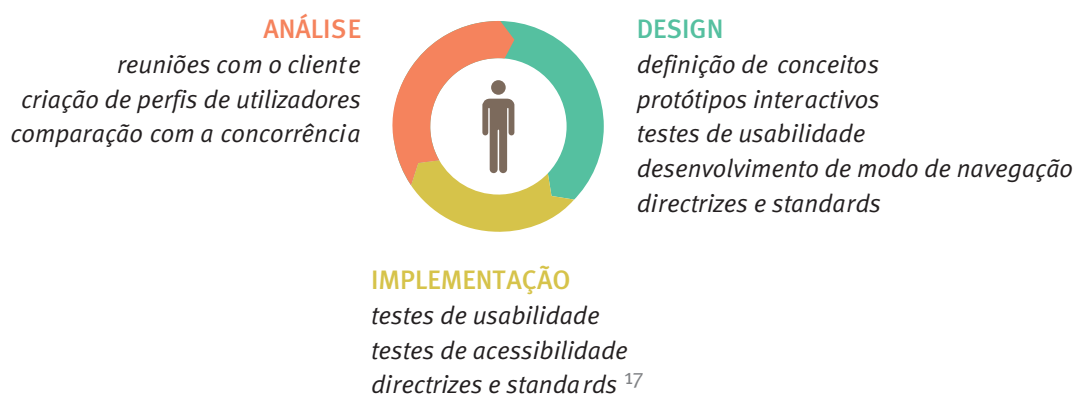 ANÁLISE
reuniões com o cliente
criação de perfis de utilizadores
comparação com a concorrência
DESIGN
definição de conceitos
protótipos interactivos
testes de usabilidade
desenvolvimento de modo de navegação
directrizes e standards
IMPLEMENTAÇÃO
testes de usabilidade
testes de acessibilidade
directrizes e standards 17